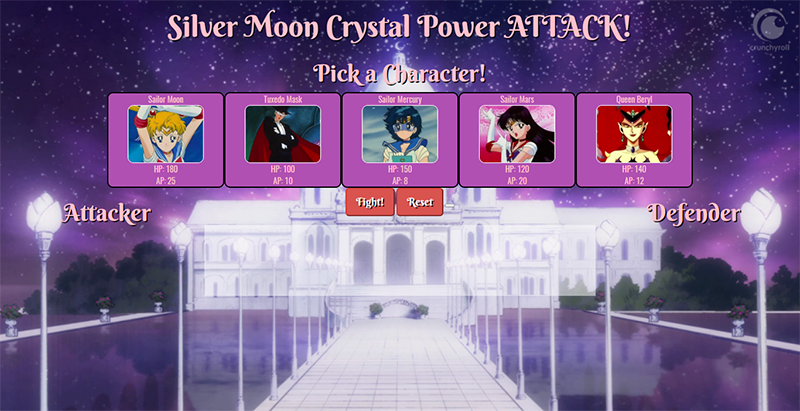 Silver Moon Crystal Power ATTACK!
crunchyroll
Pick a Character!
Sailor Moon
HP: 180
AP: 25
Tuxedo Mask
HP: 100
AP: 10
Sailor Mercury
HP: 150
AP: 8
Sailor Mars
HP: 120
AP: 20
Queen Beryl
HP: 140
AP: 12
Fight!
Reset
Attacker
Defender